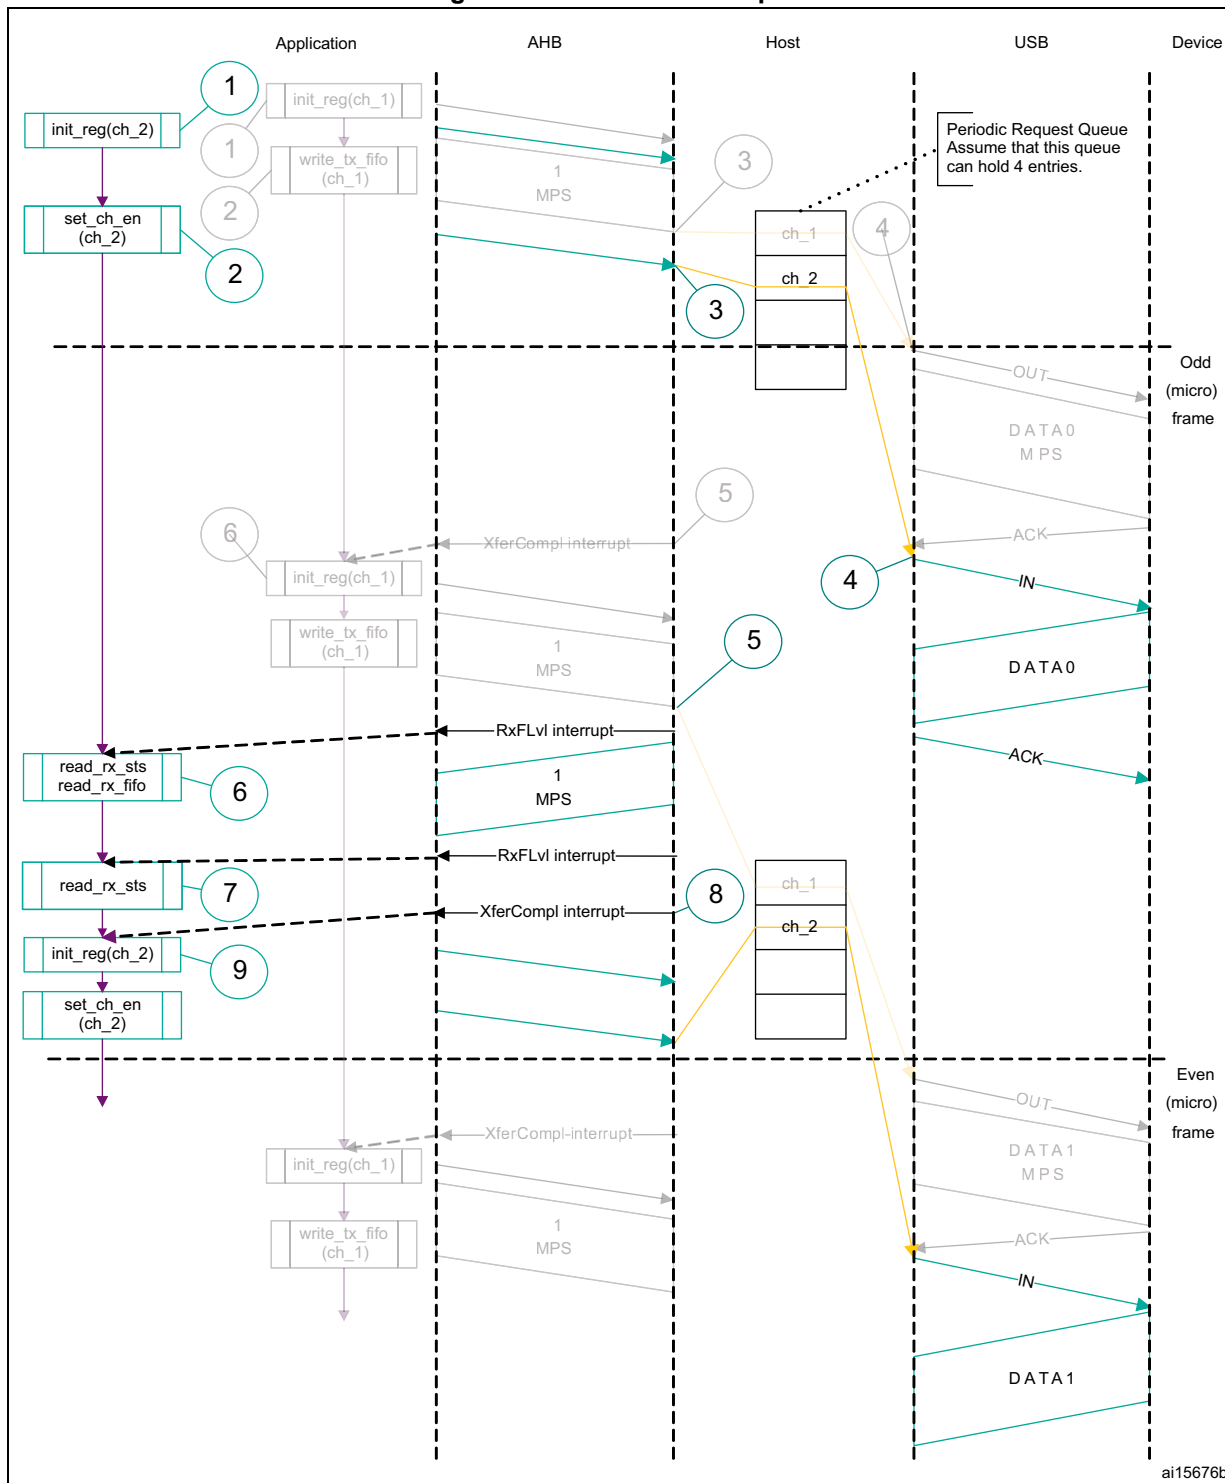 Application
AHB
Host
USB
Device
1
init_reg(ch_1)
init_reg(ch_2)
1
Periodic Request Queue
Assume that this queue
can hold 4 entries.
write_tx_fifo
(ch_1)
1
MPS
3
2
set_ch_en
(ch_2)
2
ch_1
4
ch_2
3
Odd
(micro)
frame
OUT
DATA0
MPS
5
6
XferCompl interrupt
ACK
init_reg(ch_1)
4
IN
write_tx_fifo
(ch_1)
1
MPS
5
DATA0
RxFLvl interrupt
ACK
read_rx_sts
read_rx_fifo
6
1
MPS
RxFLvl interrupt
read_rx_sts
7
ch_1
8
XferCompl interrupt
ch_2
init_reg(ch_2)
9
set_ch_en
(ch_2)
Even
(micro)
frame
OUT
XferCompl-interrupt
init_reg(ch_1)
DATA1
MPS
write_tx_fifo
(ch_1)
1
MPS
ACK
IN
DATA1
ai15676b